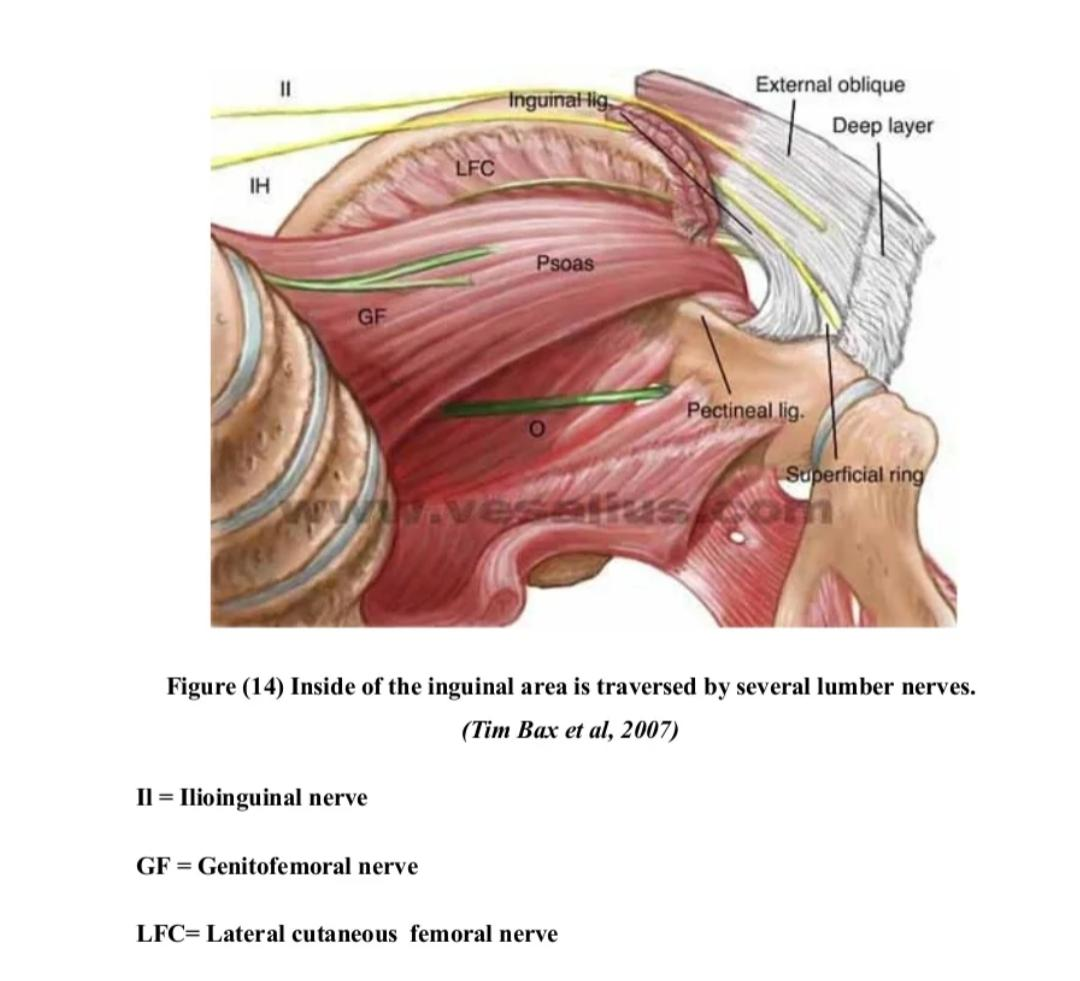 II
External oblique
Inguinal lig.
Deep layer
LFC
IH
Psoas
GF
Pectineal lig.
O
Superficial ring
www.vesalius.com
Figure (14) Inside of the inguinal area is traversed by several lumber nerves.
(Tim Bax et al, 2007)
Il = Ilioinguinal nerve
GF = Genitofemoral nerve
LFC= Lateral cutaneous femoral nerve